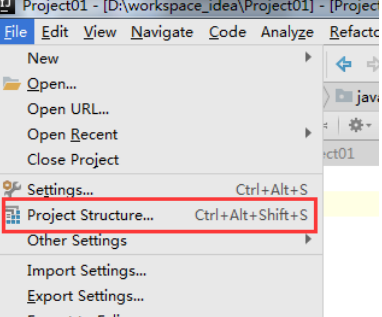 Project01 - [D:\workspace_idea\Project01] - [Project
File Edit View Navigate Code Analyze Refacto
New
Open...
java
Open URL...
Open Recent
ect01
Close Project
Settings... Ctrl+Alt+S
Project Structure... Ctrl+Alt+Shift+S
Other Settings
Import Settings...
Export Settings...